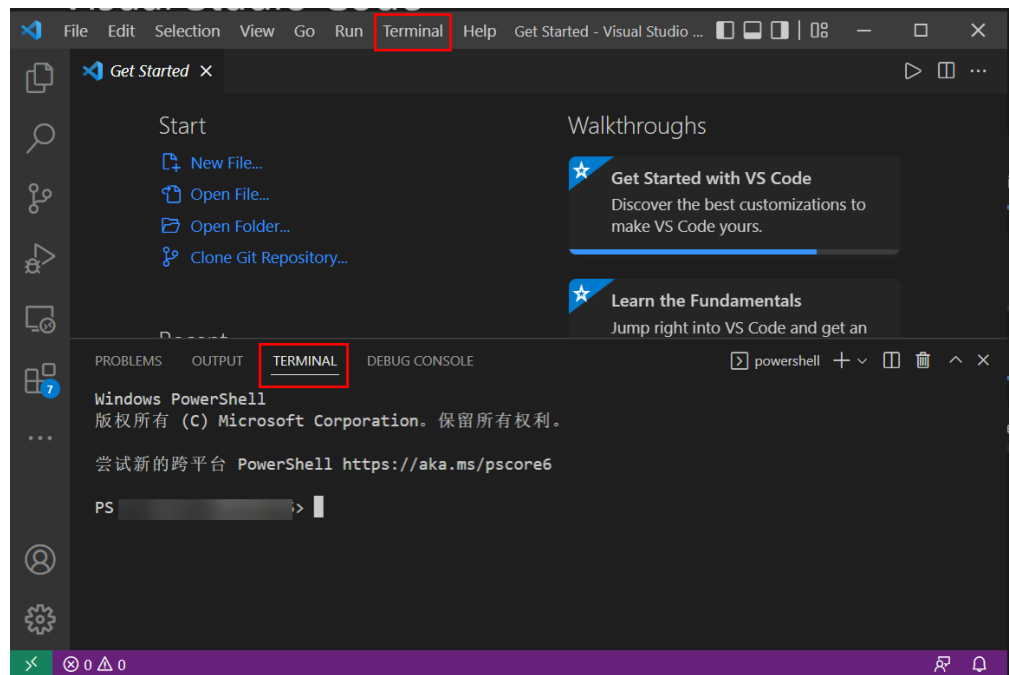 Visual Studio Code
File Edit Selection View Go Run Terminal Help Get Started - Visual Studio ...
Get Started
Start
New File...
Open File...
Open Folder...
Clone Git Repository...
Recent
Walkthroughs
Get Started with VS Code
Discover the best customizations to
make VS Code yours.
Learn the Fundamentals
Jump right into VS Code and get an
PROBLEMS OUTPUT TERMINAL DEBUG CONSOLE powershell
Windows PowerShell
版权所有 (C) Microsoft Corporation。保留所有权利。
尝试新的跨平台 PowerShell https://aka.ms/pscore6
PS >
7
0 0